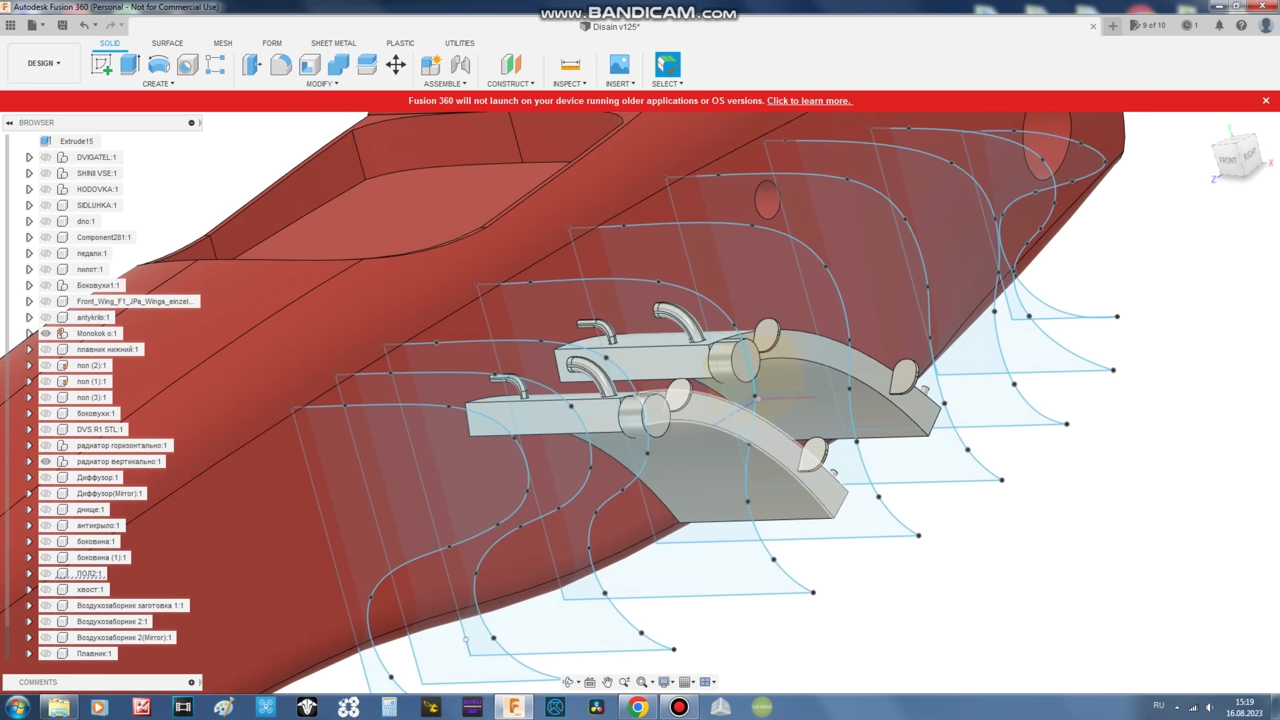 Autodesk Fusion 360 (Personal - Not for Commercial Use)
www.BANDICAM.com
Disain v125*
9 of 10
1
DESIGN
SOLID
SURFACE
MESH
FORM
SHEET METAL
PLASTIC
UTILITIES
CREATE
MODIFY
ASSEMBLE
CONSTRUCT
INSPECT
INSERT
SELECT
Fusion 360 will not launch on your device running older applications or OS versions. Click to learn more.
BROWSER
Extrude15
DVIGATEL:1
SHINII VSE:1
HODOVKA:1
SIDLUHKA:1
dno:1
Component281:1
педали:1
пилот:1
Боковухи1:1
Front_Wing_F1_JPa_Wings_einzel...
antykrilo:1
Monokok o:1
плавник нижний:1
пол (2):1
пол (1):1
пол (3):1
боковухи:1
DVS R1 STL:1
радиатор горизонтально:1
радиатор вертикально:1
Диффузор:1
Диффузор(Mirror):1
днище:1
антикрыло:1
боковина:1
боковина (1):1
ПОЛ2:1
хвост:1
Воздухозаборник заготовка 1:1
Воздухозаборник 2:1
Воздухозаборник 2(Mirror):1
Плавник:1
COMMENTS
FRONT
RIGHT
Z
X
RU
15:19
16.08.2023